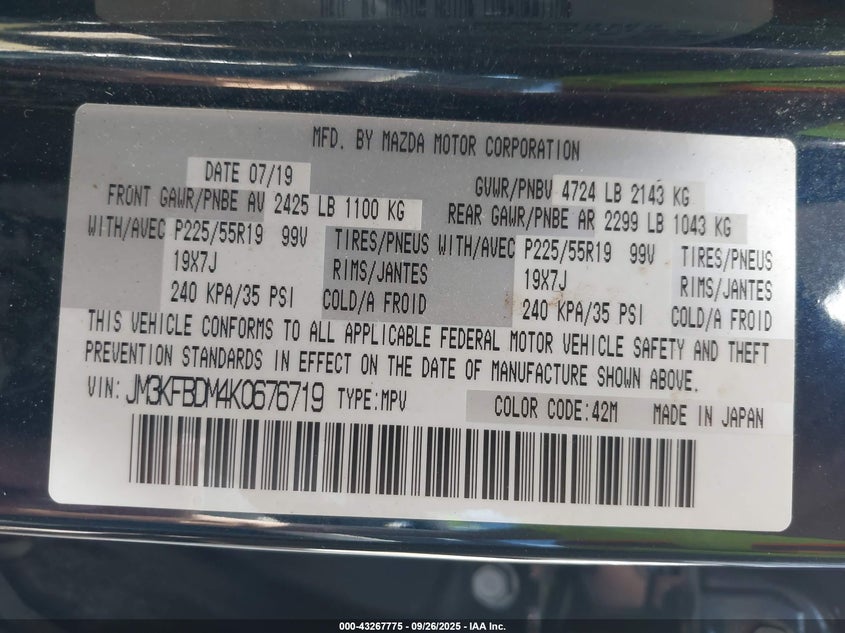 MFD. BY MAZDA MOTOR CORPORATION
DATE 07/19 GVWR/PNBV 4724 LB 2143 KG
FRONT GAWR/PNBE AV 2425 LB 1100 KG REAR GAWR/PNBE AR 2299 LB 1043 KG
WITH/AVEC P225/55R19 99V TIRES/PNEUS WITH/AVEC P225/55R19 99V TIRES/PNEUS
19X7J RIMS/JANTES 19X7J RIMS/JANTES
240 KPA/35 PSI COLD/A FROID 240 KPA/35 PSI COLD/A FROID
THIS VEHICLE CONFORMS TO ALL APPLICABLE FEDERAL MOTOR VEHICLE SAFETY AND THEFT
PREVENTION STANDARDS IN EFFECT ON THE DATE OF MANUFACTURE SHOWN ABOVE.
VIN: JM3KFBDM4K0676719 TYPE:MPV COLOR CODE:42M MADE IN JAPAN
000-43267775 - 09/26/2025 - IAA Inc.